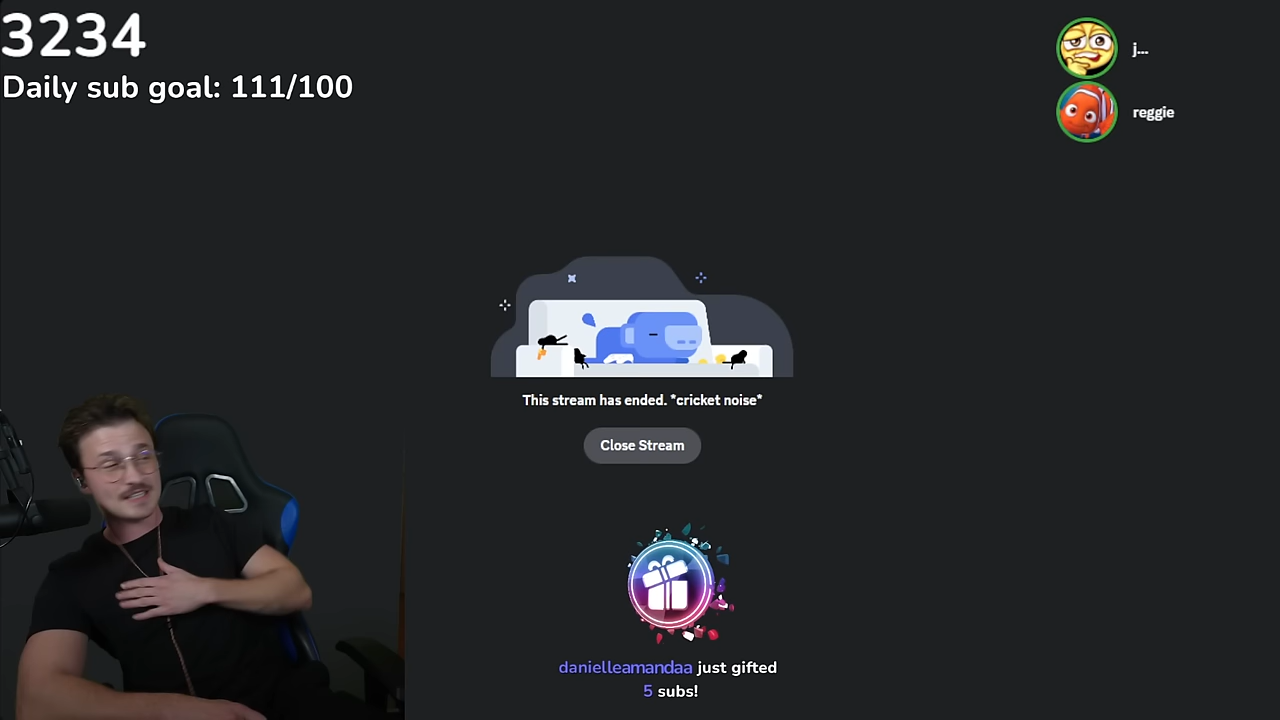 3234
Daily sub goal: 111/100
j...
reggie
This stream has ended. *cricket noise*
Close Stream
danielleamandaa just gifted
5 subs!